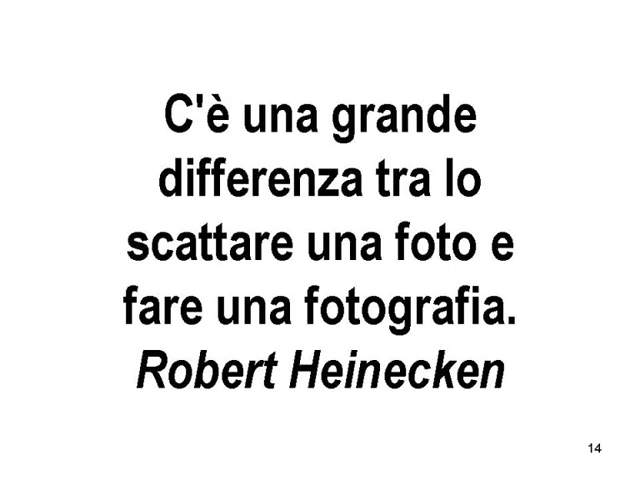 C'è una grande
differenza tra lo
scattare una foto e
fare una fotografia.
Robert Heinecken
14